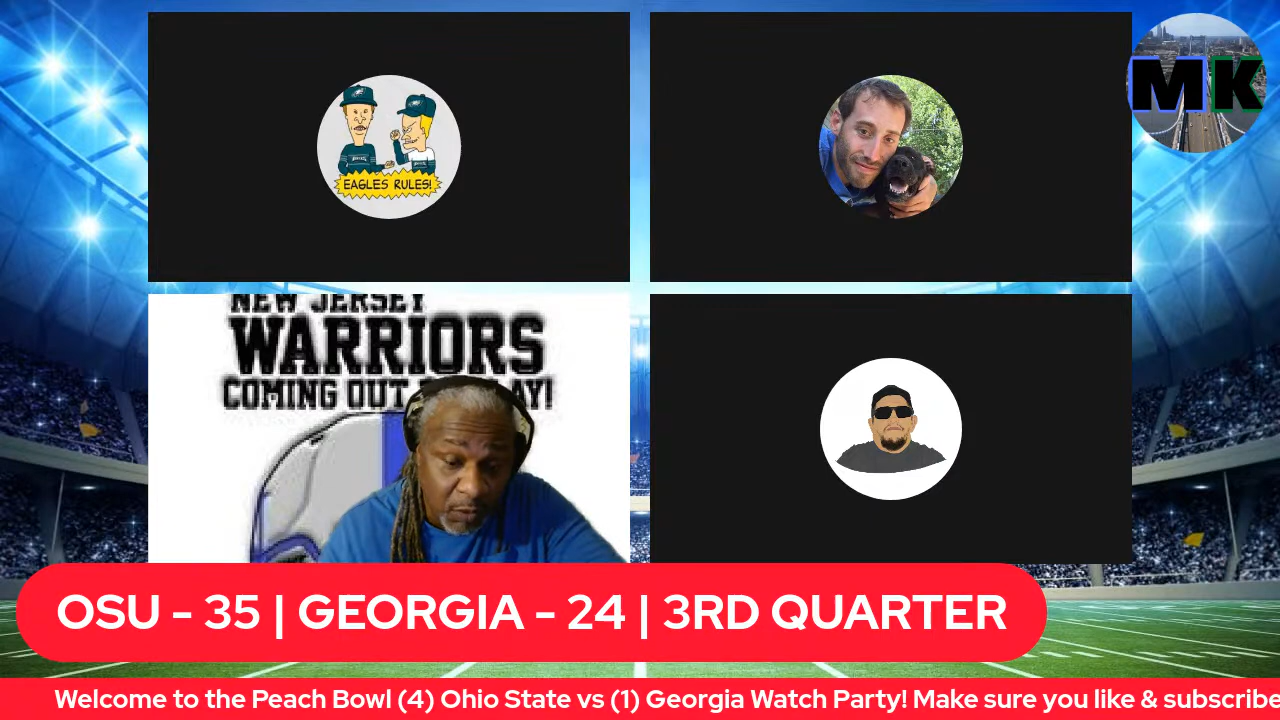 EAGLES RULES!
MK
NEW JERSEY
WARRIORS
COMING OUT AY!
OSU - 35 | GEORGIA - 24 | 3RD QUARTER
Welcome to the Peach Bowl (4) Ohio State vs (1) Georgia Watch Party! Make sure you like & subscribe